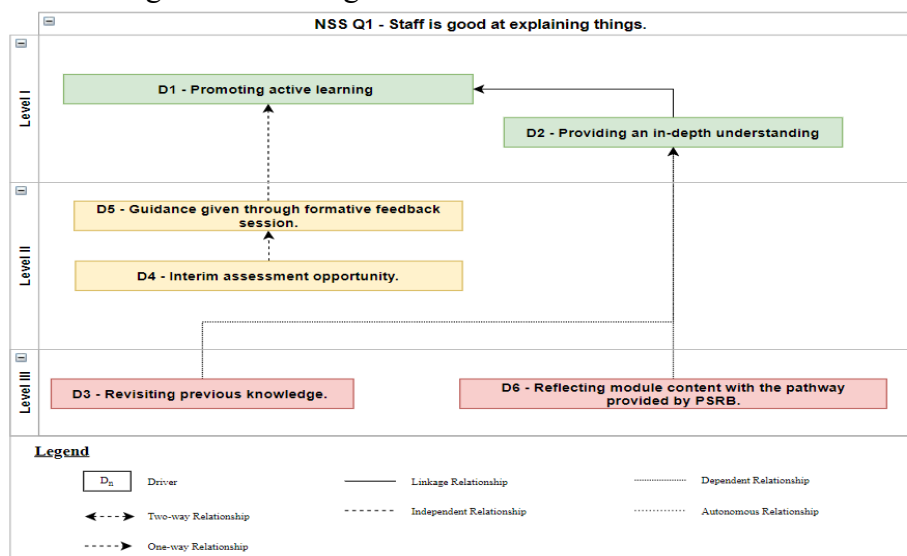 NSS Q1 - Staff is good at explaining things.
Level I
D1 - Promoting active learning
D2 - Providing an in-depth understanding
Level II
D5 - Guidance given through formative feedback
session.
D4 - Interim assessment opportunity.
Level III
D3 - Revisiting previous knowledge.
D6 - Reflecting module content with the pathway
provided by PSRB.
Legend
Dn Driver
Linkage Relationship
Dependent Relationship
Two-way Relationship
Independent Relationship
Autonomous Relationship
One-way Relationship